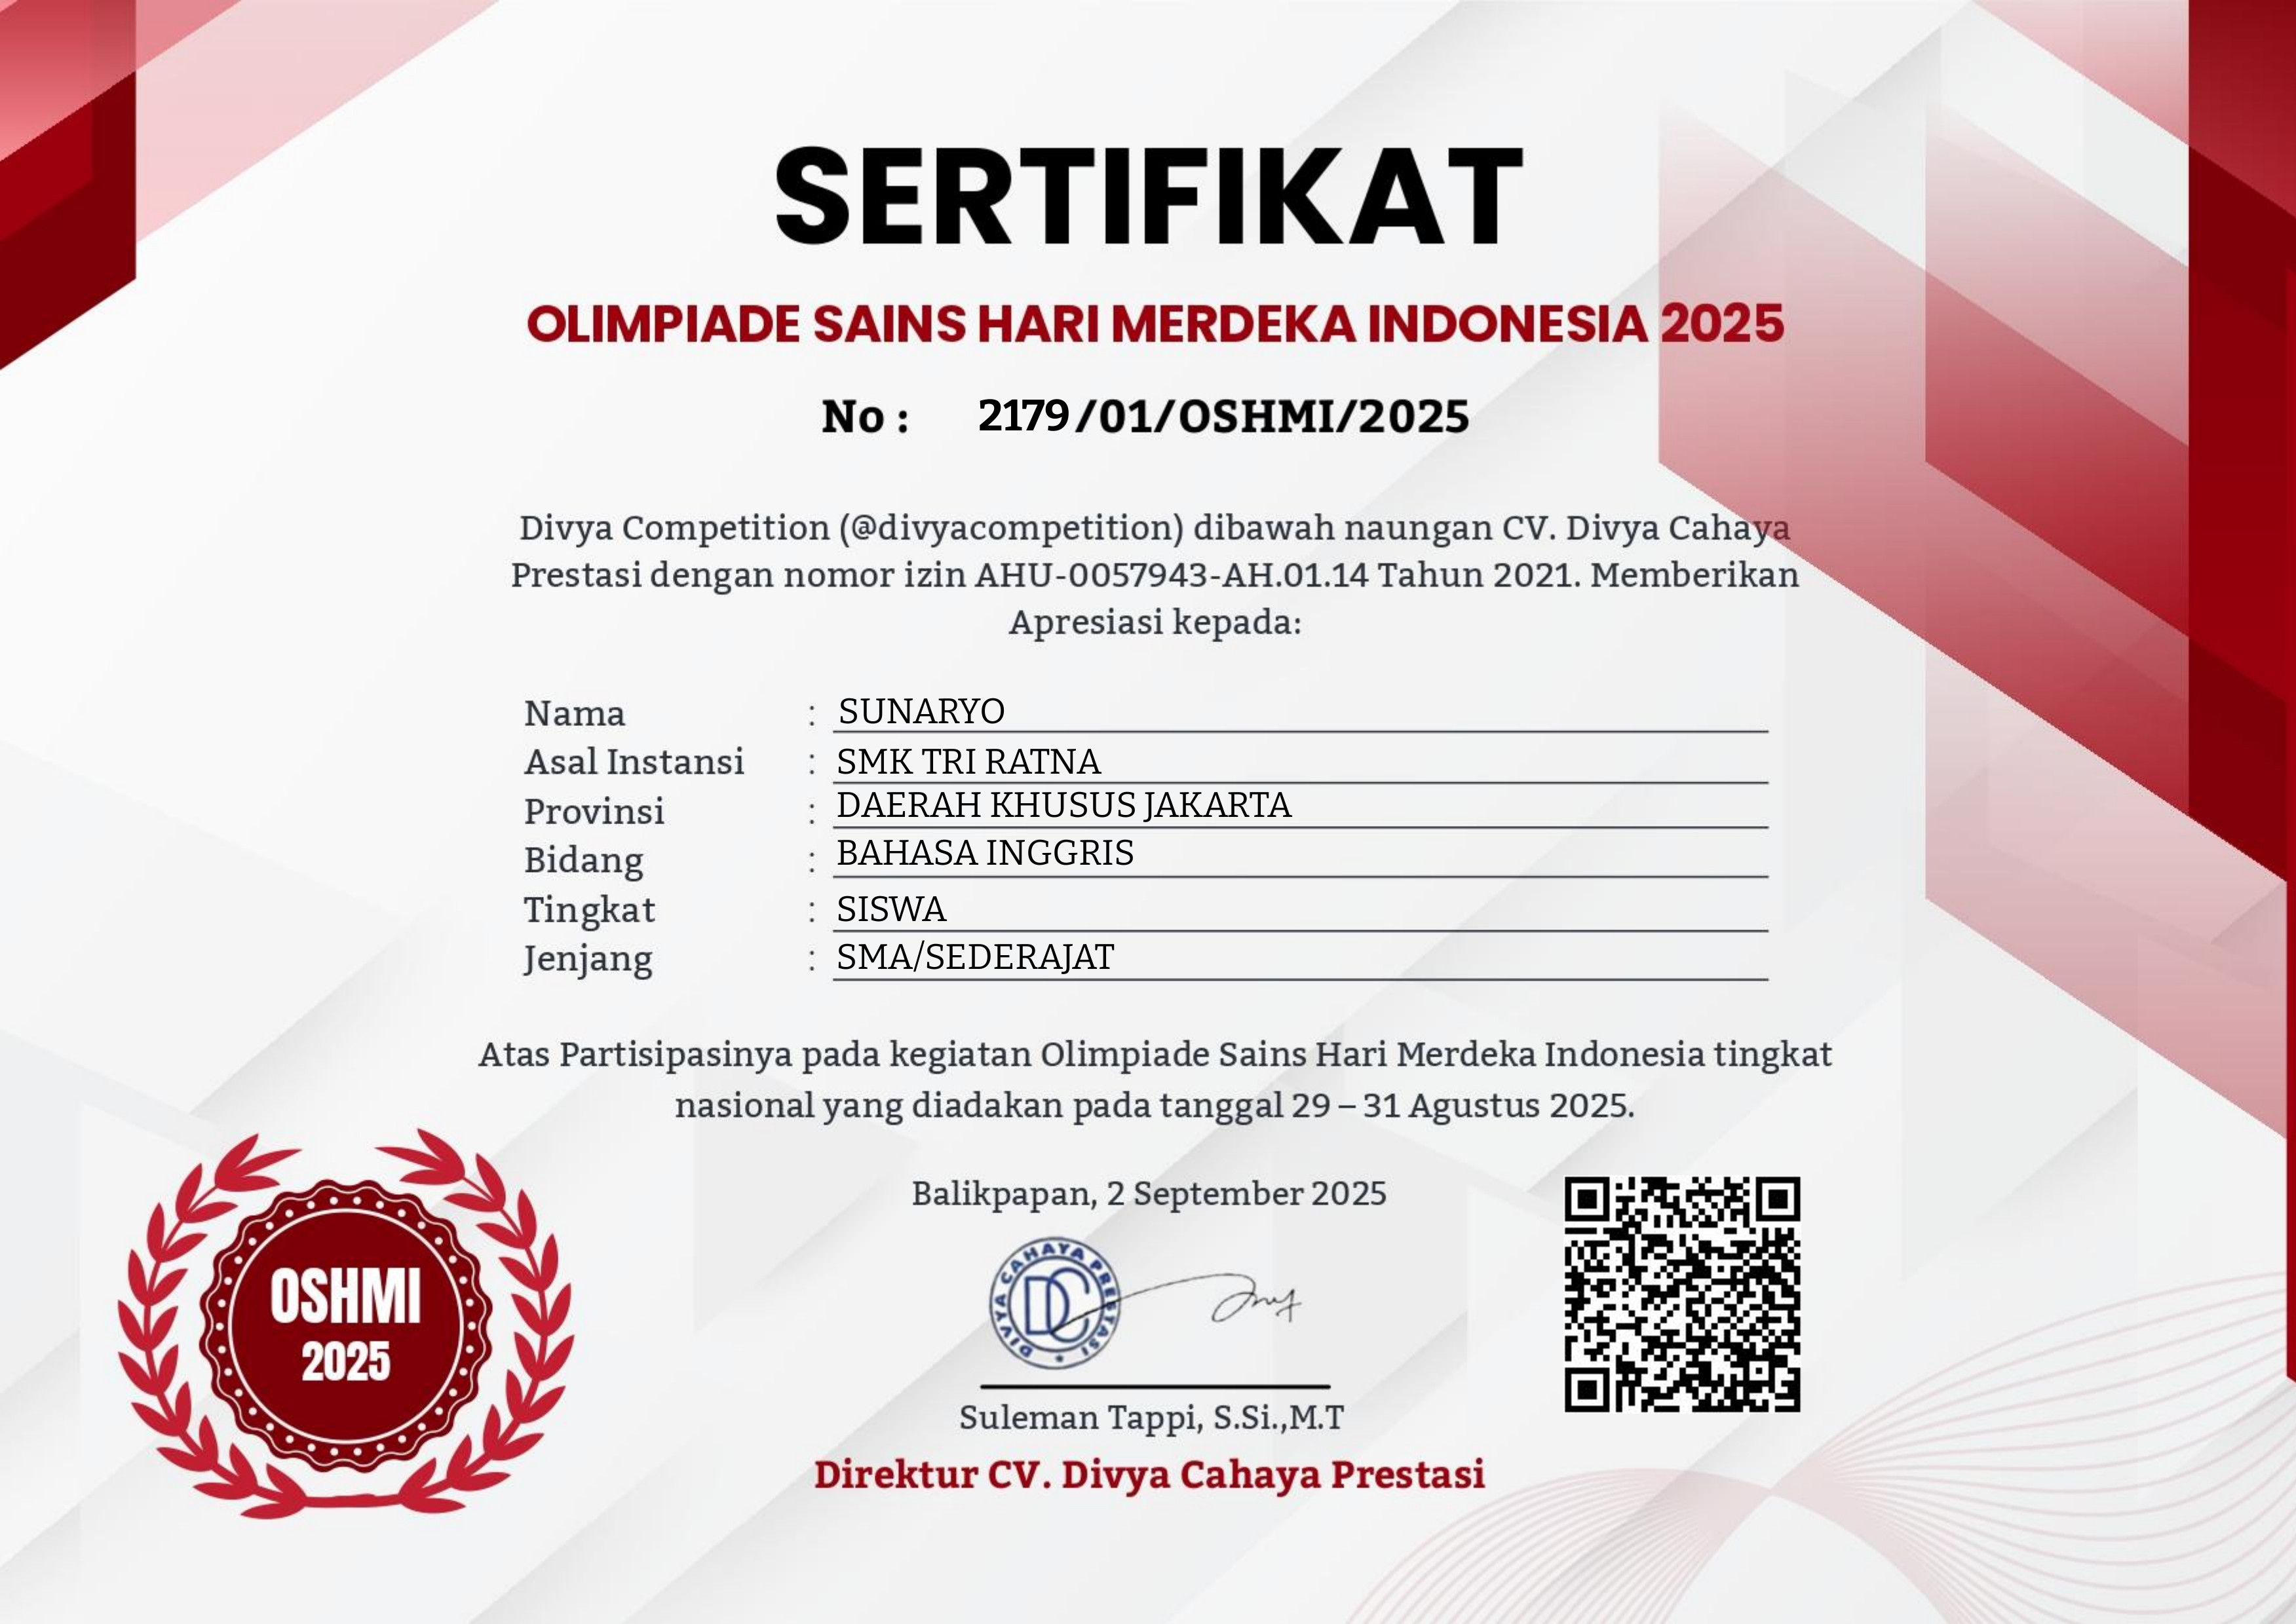 SERTIFIKAT
OLIMPIADE SAINS HARI MERDEKA INDONESIA 2025
No : 2179/01/OSHMI/2025
Divya Competition (@divyacompetition) dibawah naungan CV. Divya Cahaya
Prestasi dengan nomor izin AHU-0057943-AH.01.14 Tahun 2021. Memberikan
Apresiasi kepada:
Nama : SUNARYO
Asal Instansi : SMK TRI RATNA
Provinsi : DAERAH KHUSUS JAKARTA
Bidang : BAHASA INGGRIS
Tingkat : SISWA
Jenjang : SMA/SEDERAJAT
Atas Partisipasinya pada kegiatan Olimpiade Sains Hari Merdeka Indonesia tingkat
nasional yang diadakan pada tanggal 29 – 31 Agustus 2025.
OSHMI
2025
Balikpapan, 2 September 2025
DIVYA CAHAYA PRESTASI
DC
Suleman Tappi, S.Si.,M.T
Direktur CV. Divya Cahaya Prestasi